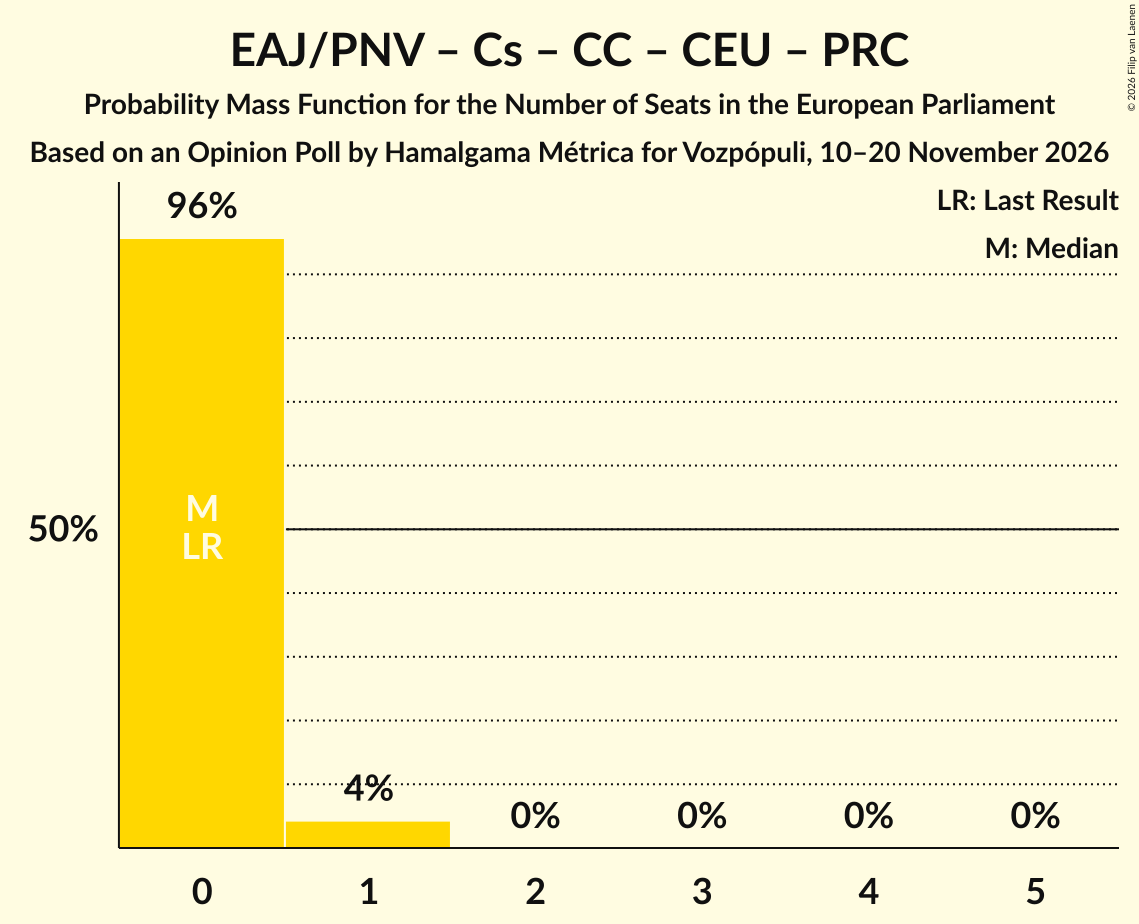 EAJ/PNV – Cs – CC – CEU – PRC
Probability Mass Function for the Number of Seats in the European Parliament
Based on an Opinion Poll by Hamalgama Métrica for Vozpópuli, 10–20 November 2026
© 2026 Filip van Laenen
LR: Last Result
M: Median
96%
M
LR
50%
4%
0%
0%
0%
0%
0
1
2
3
4
5